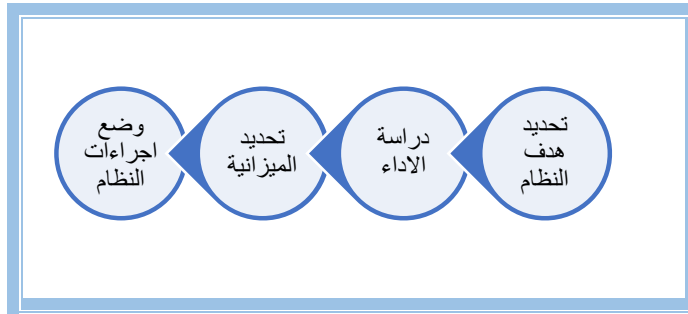 تحديد
هدف
النظام
دراسة
الاداء
تحديد
الميزانية
وضع
اجراءات
النظام